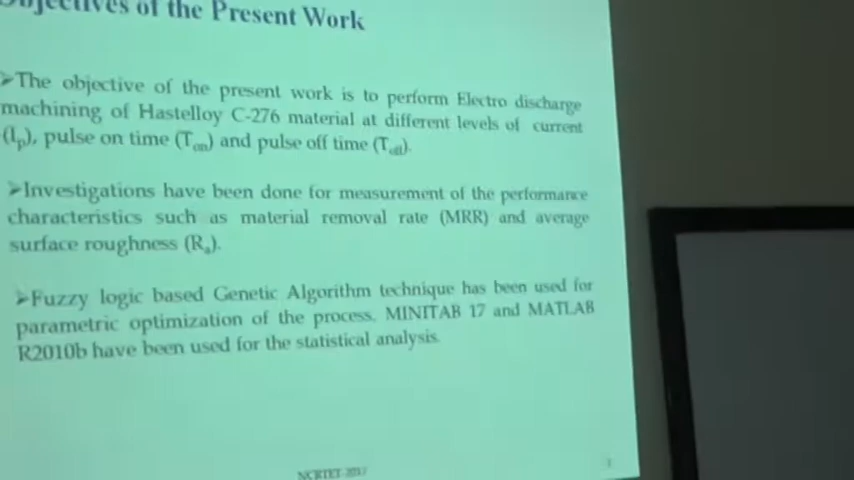 Objectives of the Present Work
➢The objective of the present work is to perform Electro discharge
machining of Hastelloy C-276 material at different levels of current
(Ip), pulse on time (Ton) and pulse off time (Toff).
➢Investigations have been done for measurement of the performance
characteristics such as material removal rate (MRR) and average
surface roughness (Ra).
➢Fuzzy logic based Genetic Algorithm technique has been used for
parametric optimization of the process. MINITAB 17 and MATLAB
R2010b have been used for the statistical analysis.
NCRTET-2017